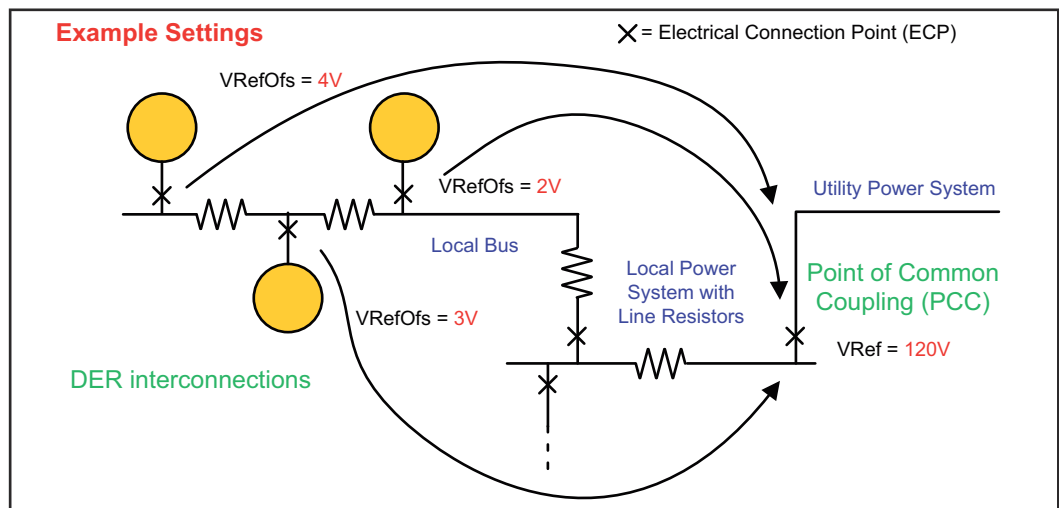 Example Settings
= Electrical Connection Point (ECP)
VRefOfs = 4V
VRefOfs = 2V
Utility Power System
Local Bus
Local Power
System with
Line Resistors
Point of Common
Coupling (PCC)
VRefOfs = 3V
VRef = 120V
DER interconnections